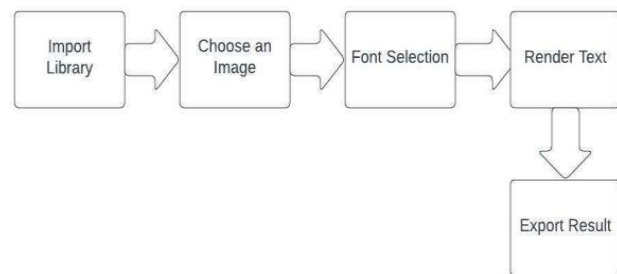 Import
Library
Choose an
Image
Font Selection
Render Text
Export Result